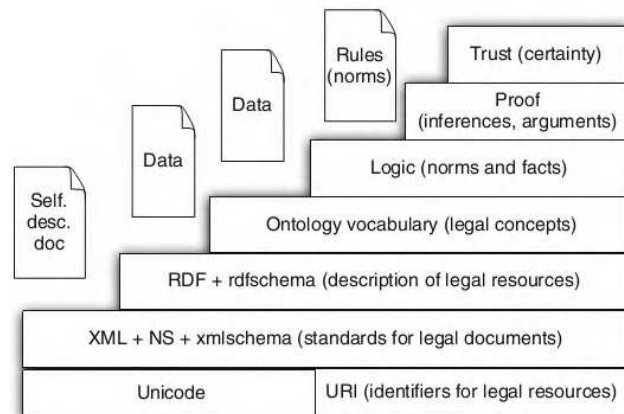 Rules
(norms)
Trust (certainty)
Data
Proof
(inferences, arguments)
Data
Logic (norms and facts)
Self.
desc.
doc
Ontology vocabulary (legal concepts)
RDF + rdfschema (description of legal resources)
XML + NS + xmlschema (standards for legal documents)
Unicode
URI (identifiers for legal resources)